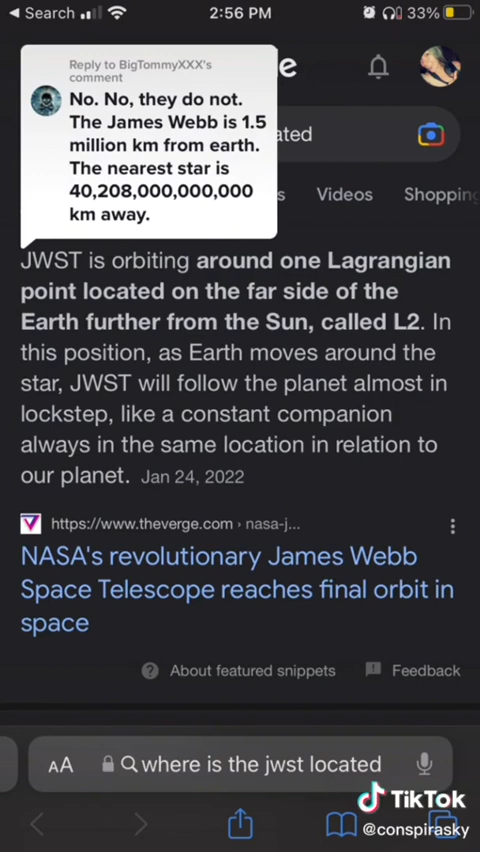 Search
2:56 PM
33%
Reply to BigTommyXXX's
comment
No. No, they do not.
The James Webb is 1.5
million km from earth.
The nearest star is
40,208,000,000,000
km away.
Videos
Shopping
JWST is orbiting around one Lagrangian
point located on the far side of the
Earth further from the Sun, called L2. In
this position, as Earth moves around the
star, JWST will follow the planet almost in
lockstep, like a constant companion
always in the same location in relation to
our planet. Jan 24, 2022
https://www.theverge.com › nasa-j...
NASA's revolutionary James Webb
Space Telescope reaches final orbit in
space
About featured snippets
Feedback
AA
where is the jwst located
TikTok
@conspirasky